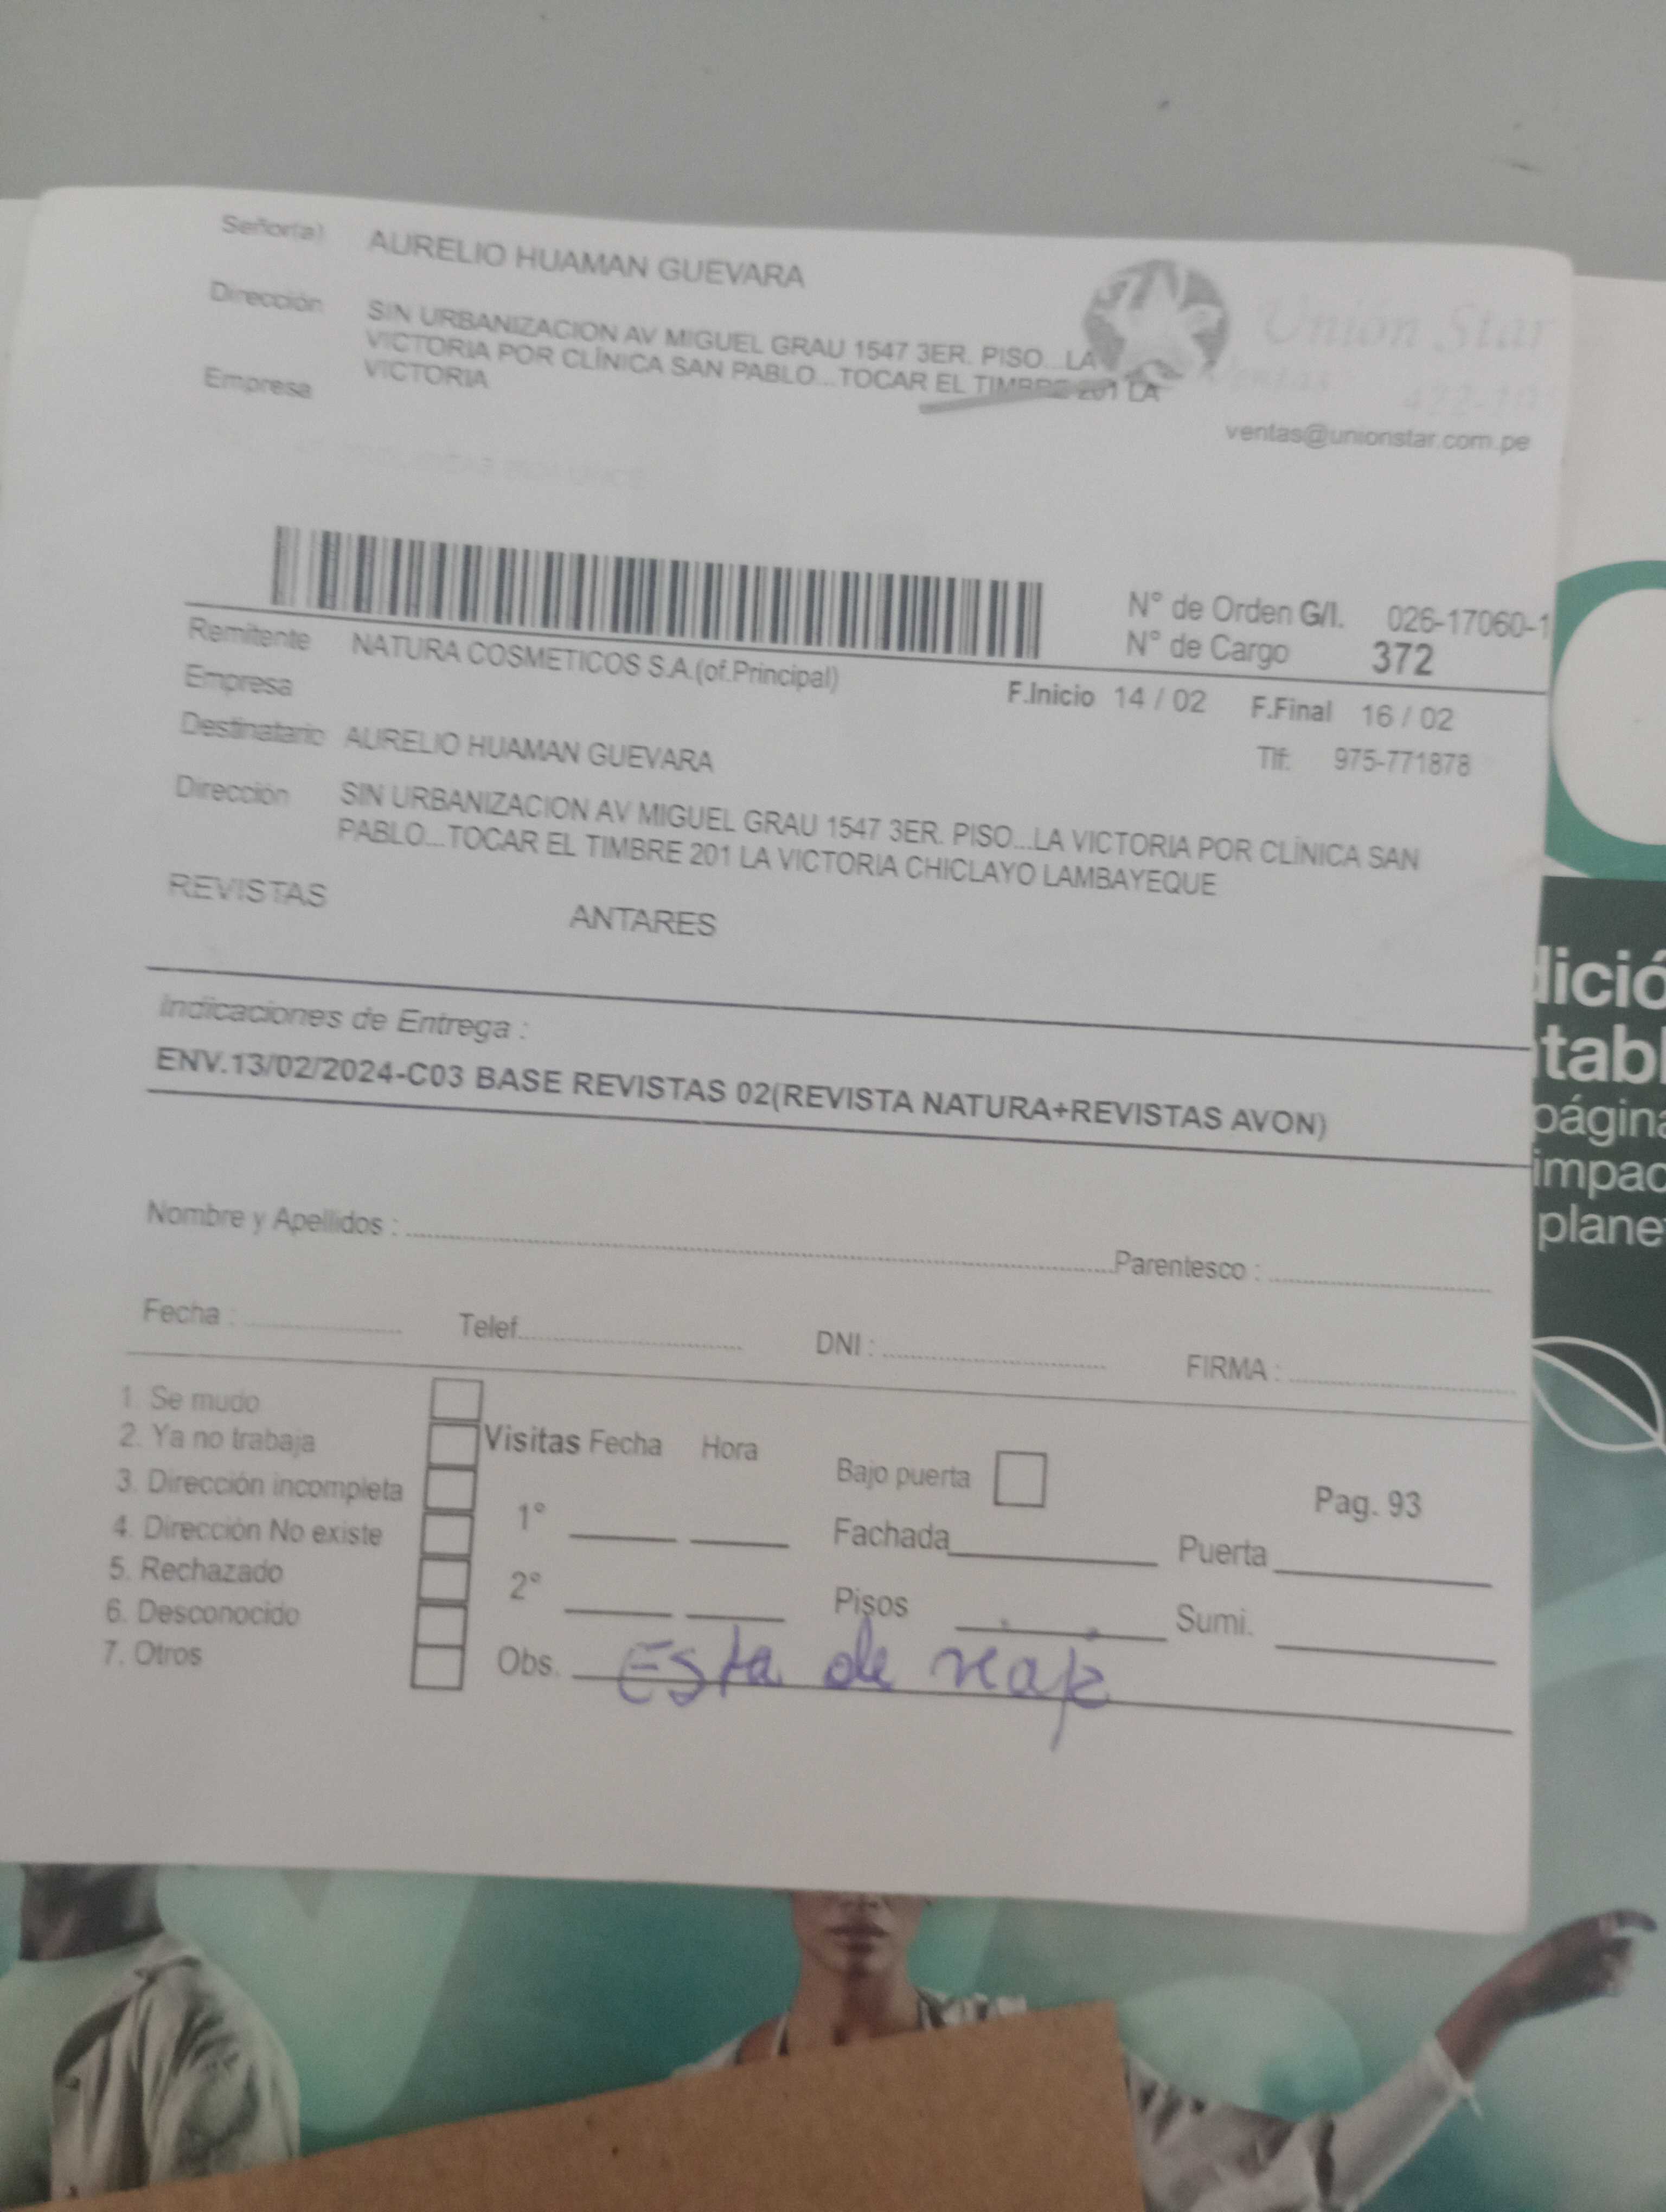 Señor(a) AURELIO HUAMAN GUEVARA
Dirección SIN URBANIZACION AV MIGUEL GRAU 1547 3ER. PISO...LA
VICTORIA POR CLÍNICA SAN PABLO...TOCAR EL TIMBRE 201 LA
VICTORIA
Empresa
Unión Star
Ventas
ventas@unionstar.com.pe
N° de Orden G/I. 026-17060-1
N° de Cargo 372
Remitente NATURA COSMETICOS S.A.(of.Principal)
Empresa
F.Inicio 14 / 02 F.Final 16 / 02
Destinatario AURELIO HUAMAN GUEVARA
Tlf: 975-771878
Dirección SIN URBANIZACION AV MIGUEL GRAU 1547 3ER. PISO...LA VICTORIA POR CLÍNICA SAN
PABLO...TOCAR EL TIMBRE 201 LA VICTORIA CHICLAYO LAMBAYEQUE
REVISTAS ANTARES
Indicaciones de Entrega :
ENV.13/02/2024-C03 BASE REVISTAS 02(REVISTA NATURA+REVISTAS AVON)
Nombre y Apellidos : Parentesco :
Fecha : Telef. DNI : FIRMA :
1. Se mudo
2. Ya no trabaja
3. Dirección incompleta
4. Dirección No existe
5. Rechazado
6. Desconocido
7. Otros
Visitas Fecha Hora
1°
2°
Bajo puerta
Pag. 93
Fachada Puerta
Pisos Sumi.
Obs. Esta de
lició
tabl
página
impac
plane